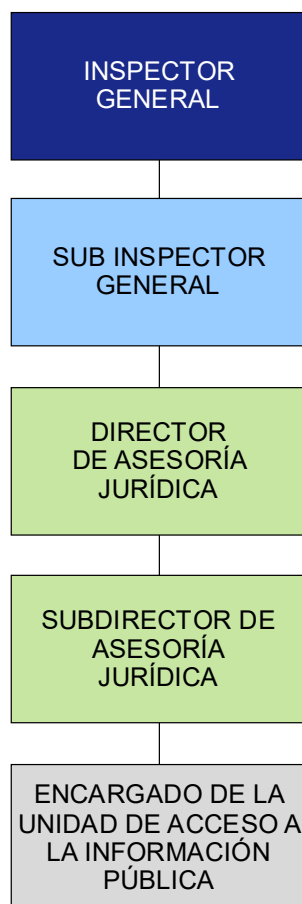 INSPECTOR
GENERAL
SUB INSPECTOR
GENERAL
DIRECTOR
DE ASESORÍA
JURÍDICA
SUBDIRECTOR DE
ASESORÍA
JURÍDICA
ENCARGADO DE LA
UNIDAD DE ACCESO A
LA INFORMACIÓN
PÚBLICA